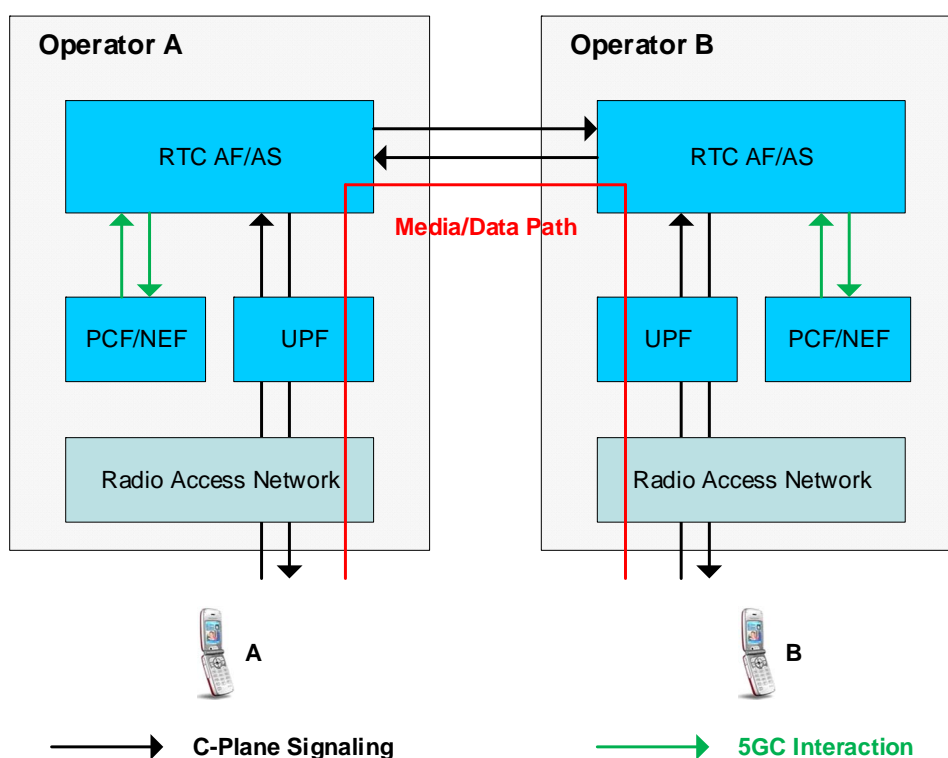 Operator A
Operator B
RTC AF/AS
RTC AF/AS
Media/Data Path
PCF/NEF
UPF
UPF
PCF/NEF
Radio Access Network
Radio Access Network
A
B
C-Plane Signaling
5GC Interaction